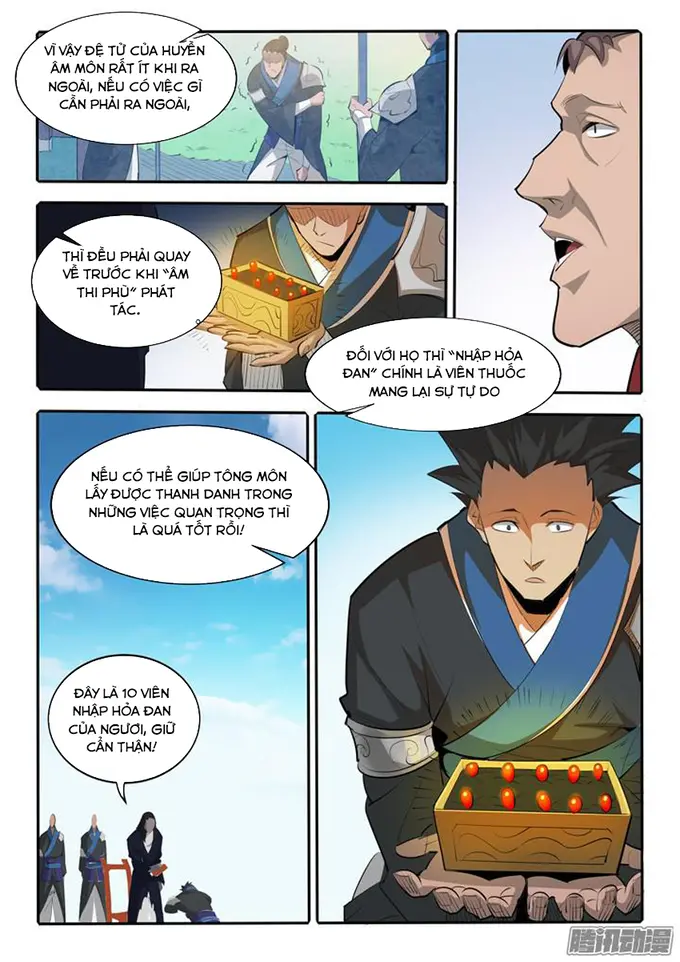 VÌ VẬY ĐỆ TỬ CỦA HUYỀN
ÂM MÔN RẤT ÍT KHI RA
NGOÀI, NẾU CÓ VIỆC GÌ
CẦN PHẢI RA NGOÀI,
THÌ ĐỀU PHẢI QUAY
VỀ TRƯỚC KHI "ÂM
THI PHÙ" PHÁT
TÁC.
ĐỐI VỚI HỌ THÌ "NHẬP HỎA
ĐAN" CHÍNH LÀ VIÊN THUỐC
MANG LẠI SỰ TỰ DO
NẾU CÓ THỂ GIÚP TÔNG MÔN
LẤY ĐƯỢC THANH DANH TRONG
NHỮNG VIỆC QUAN TRỌNG THÌ
LÀ QUÁ TỐT RỒI!
ĐÂY LÀ 10 VIÊN
NHẬP HỎA ĐAN
CỦA NGƯƠI, GIỮ
CẨN THẬN!
腾讯动漫